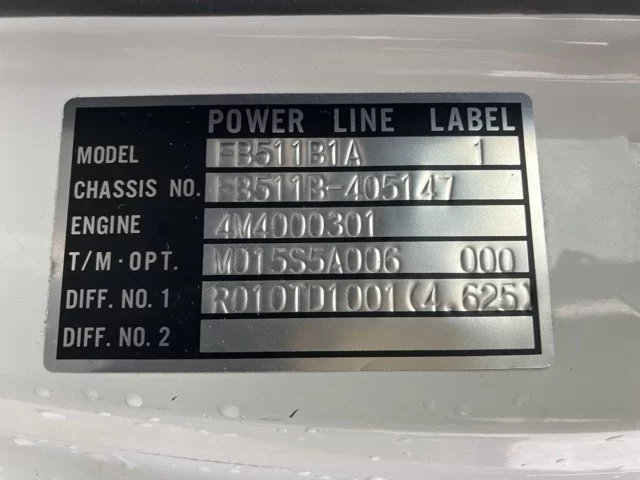 POWER LINE LABEL
MODEL FB511B1A 1
CHASSIS NO. FB511B-405147
ENGINE 4M4000301
T/M·OPT. M015S5A006 000
DIFF. NO. 1 R010TD1001(4.625)
DIFF. NO. 2